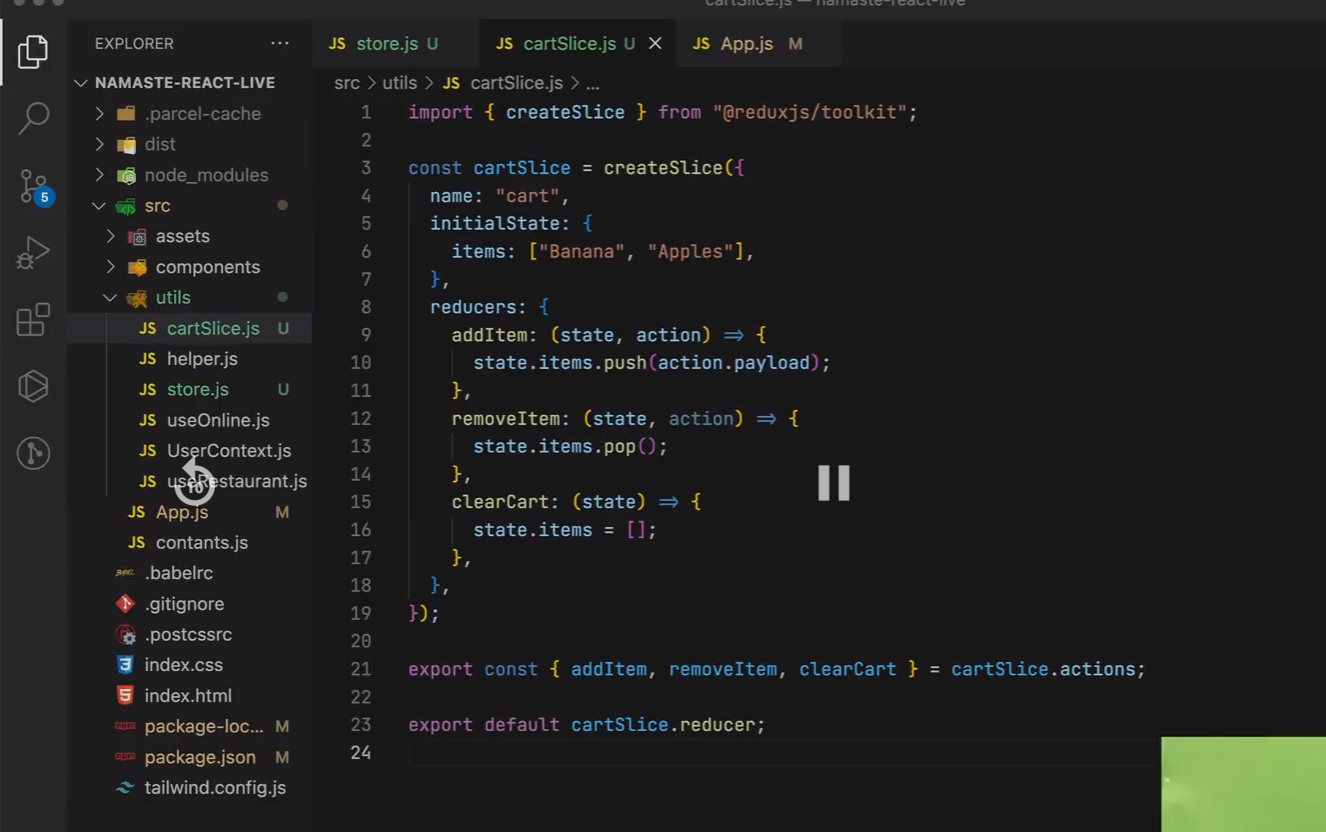 cartSlice.js — namaste-react-live
EXPLORER ...
JS store.js U
JS cartSlice.js U
JS App.js M
NAMASTE-REACT-LIVE
src > utils > JS cartSlice.js > ...
.parcel-cache
dist
node_modules
src
assets
components
utils
JS cartSlice.js U
JS helper.js
JS store.js U
JS useOnline.js
JS UserContext.js
JS useRestaurant.js
10
JS App.js M
JS contants.js
.babelrc
.gitignore
.postcssrc
index.css
index.html
package-loc... M
package.json M
tailwind.config.js
5
1 import { createSlice } from "@reduxjs/toolkit";
2
3 const cartSlice = createSlice({
4 name: "cart",
5 initialState: {
6 items: ["Banana", "Apples"],
7 },
8 reducers: {
9 addItem: (state, action) => {
10 state.items.push(action.payload);
11 },
12 removeItem: (state, action) => {
13 state.items.pop();
14 },
15 clearCart: (state) => {
16 state.items = [];
17 },
18 },
19 });
20
21 export const { addItem, removeItem, clearCart } = cartSlice.actions;
22
23 export default cartSlice.reducer;
24